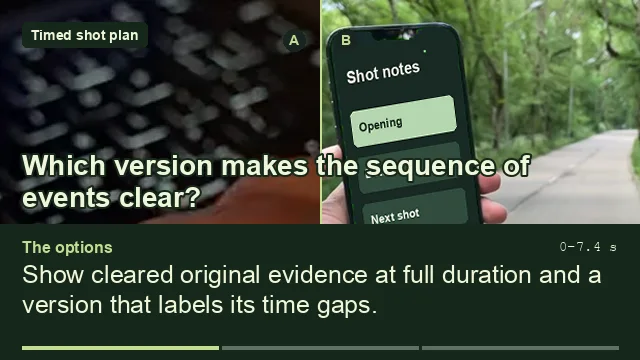 Timed shot plan
A
B
Shot notes
Opening
Next shot
Which version makes the sequence of
events clear?
The options
0–7.4 s
Show cleared original evidence at full duration and a
version that labels its time gaps.